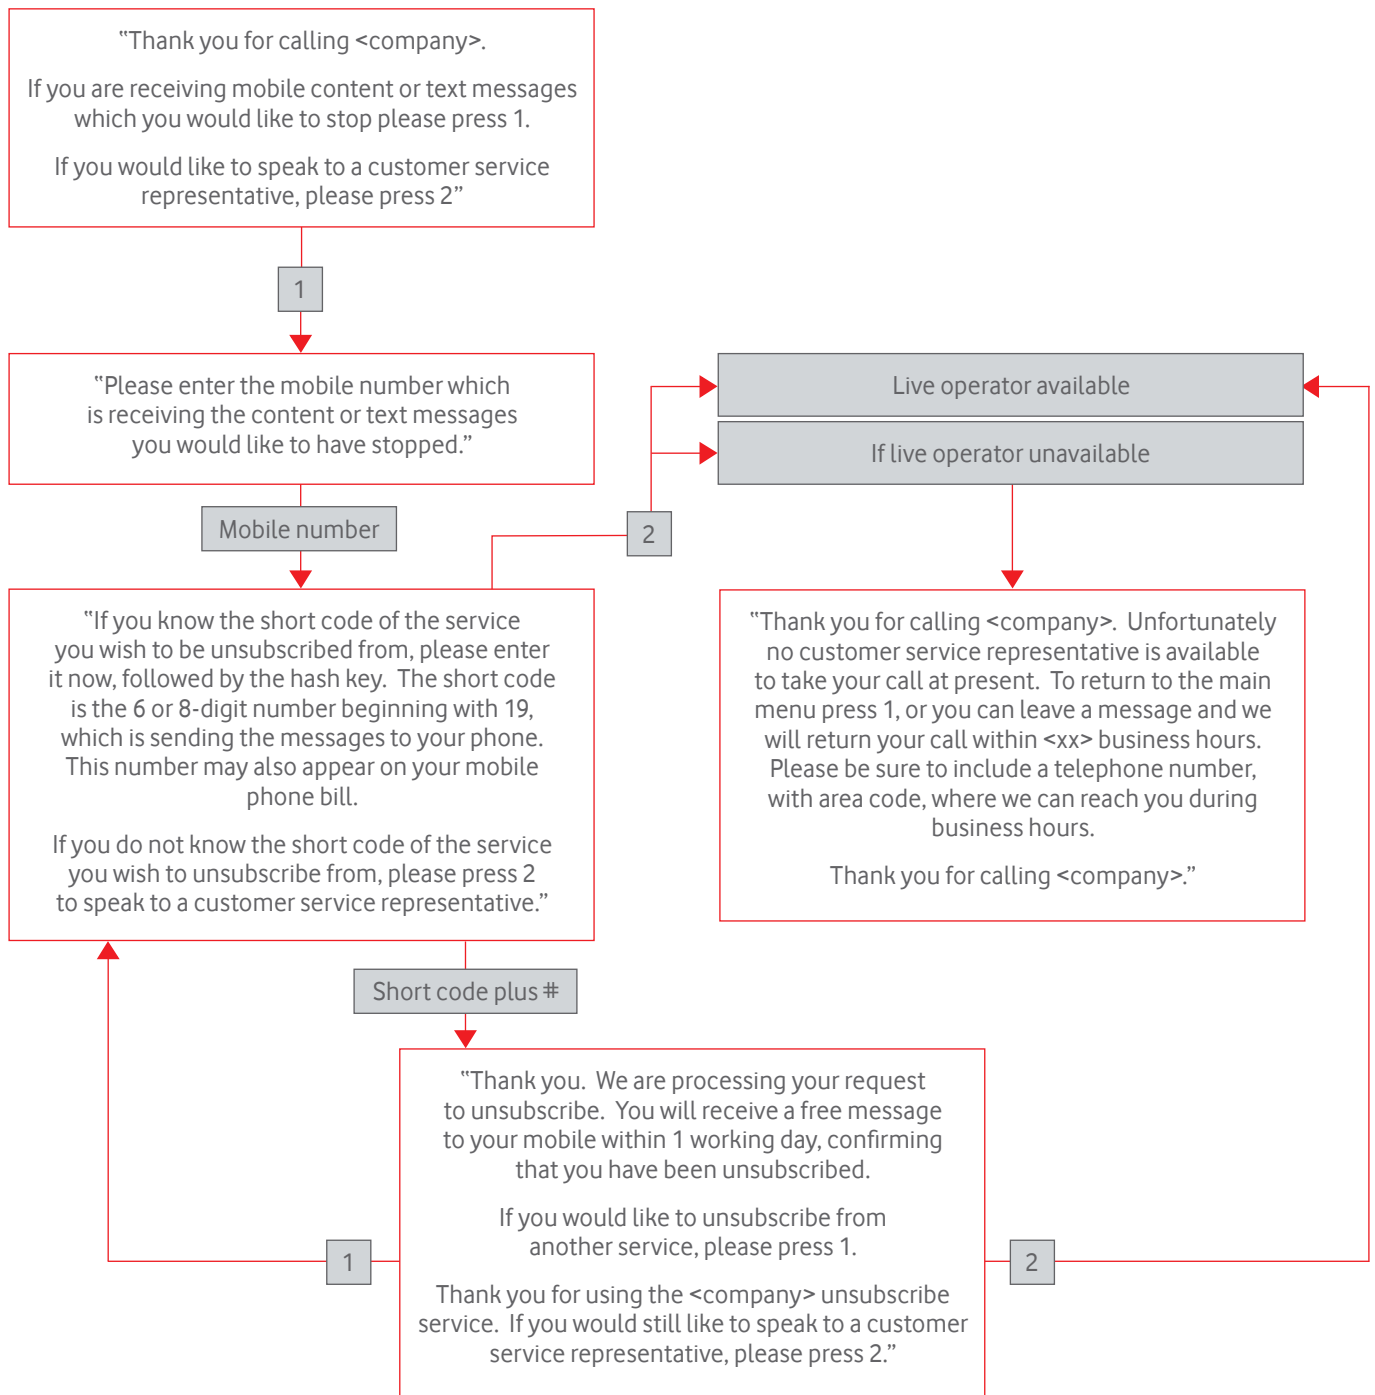 “Thank you for calling <company>.
If you are receiving mobile content or text messages
which you would like to stop please press 1.
If you would like to speak to a customer service
representative, please press 2”
1
“Please enter the mobile number which
is receiving the content or text messages
you would like to have stopped.”
Live operator available
If live operator unavailable
Mobile number
2
“If you know the short code of the service
you wish to be unsubscribed from, please enter
it now, followed by the hash key. The short code
is the 6 or 8-digit number beginning with 19,
which is sending the messages to your phone.
This number may also appear on your mobile
phone bill.
If you do not know the short code of the service
you wish to unsubscribe from, please press 2
to speak to a customer service representative.”
“Thank you for calling <company>. Unfortunately
no customer service representative is available
to take your call at present. To return to the main
menu press 1, or you can leave a message and we
will return your call within <xx> business hours.
Please be sure to include a telephone number,
with area code, where we can reach you during
business hours.
Thank you for calling <company>.”
Short code plus #
“Thank you. We are processing your request
to unsubscribe. You will receive a free message
to your mobile within 1 working day, confirming
that you have been unsubscribed.
If you would like to unsubscribe from
another service, please press 1.
Thank you for using the <company> unsubscribe
service. If you would still like to speak to a customer
service representative, please press 2.”
1
2